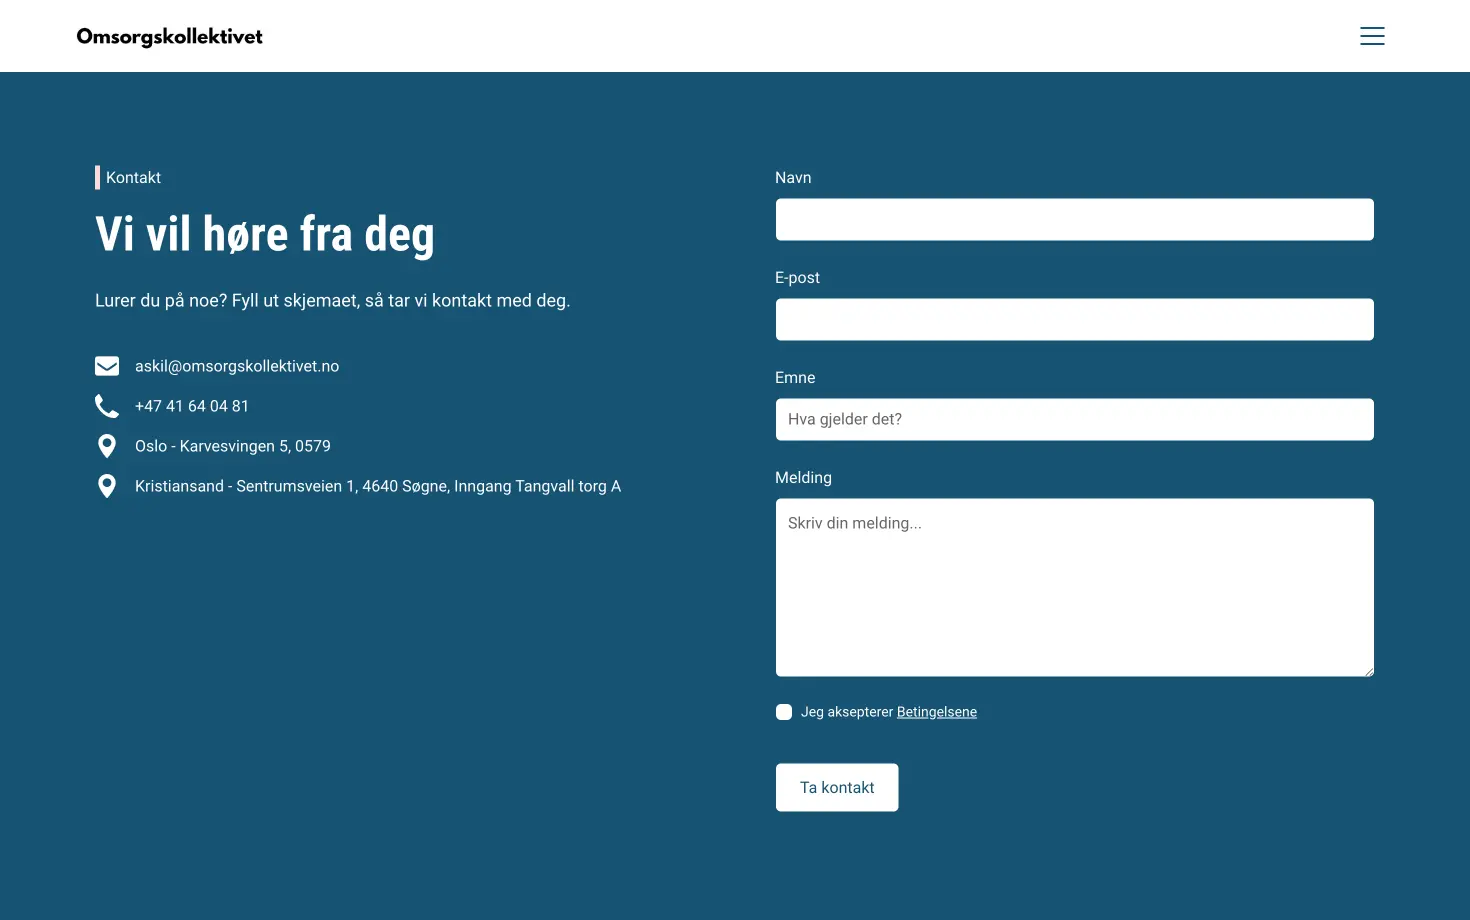 Omsorgskollektivet
Kontakt
Vi vil høre fra deg
Lurer du på noe? Fyll ut skjemaet, så tar vi kontakt med deg.
askil@omsorgskollektivet.no
+47 41 64 04 81
Oslo - Karvesvingen 5, 0579
Kristiansand - Sentrumsveien 1, 4640 Søgne, Inngang Tangvall torg A
Navn
E-post
Emne
Hva gjelder det?
Melding
Skriv din melding...
Jeg aksepterer Betingelsene
Ta kontakt